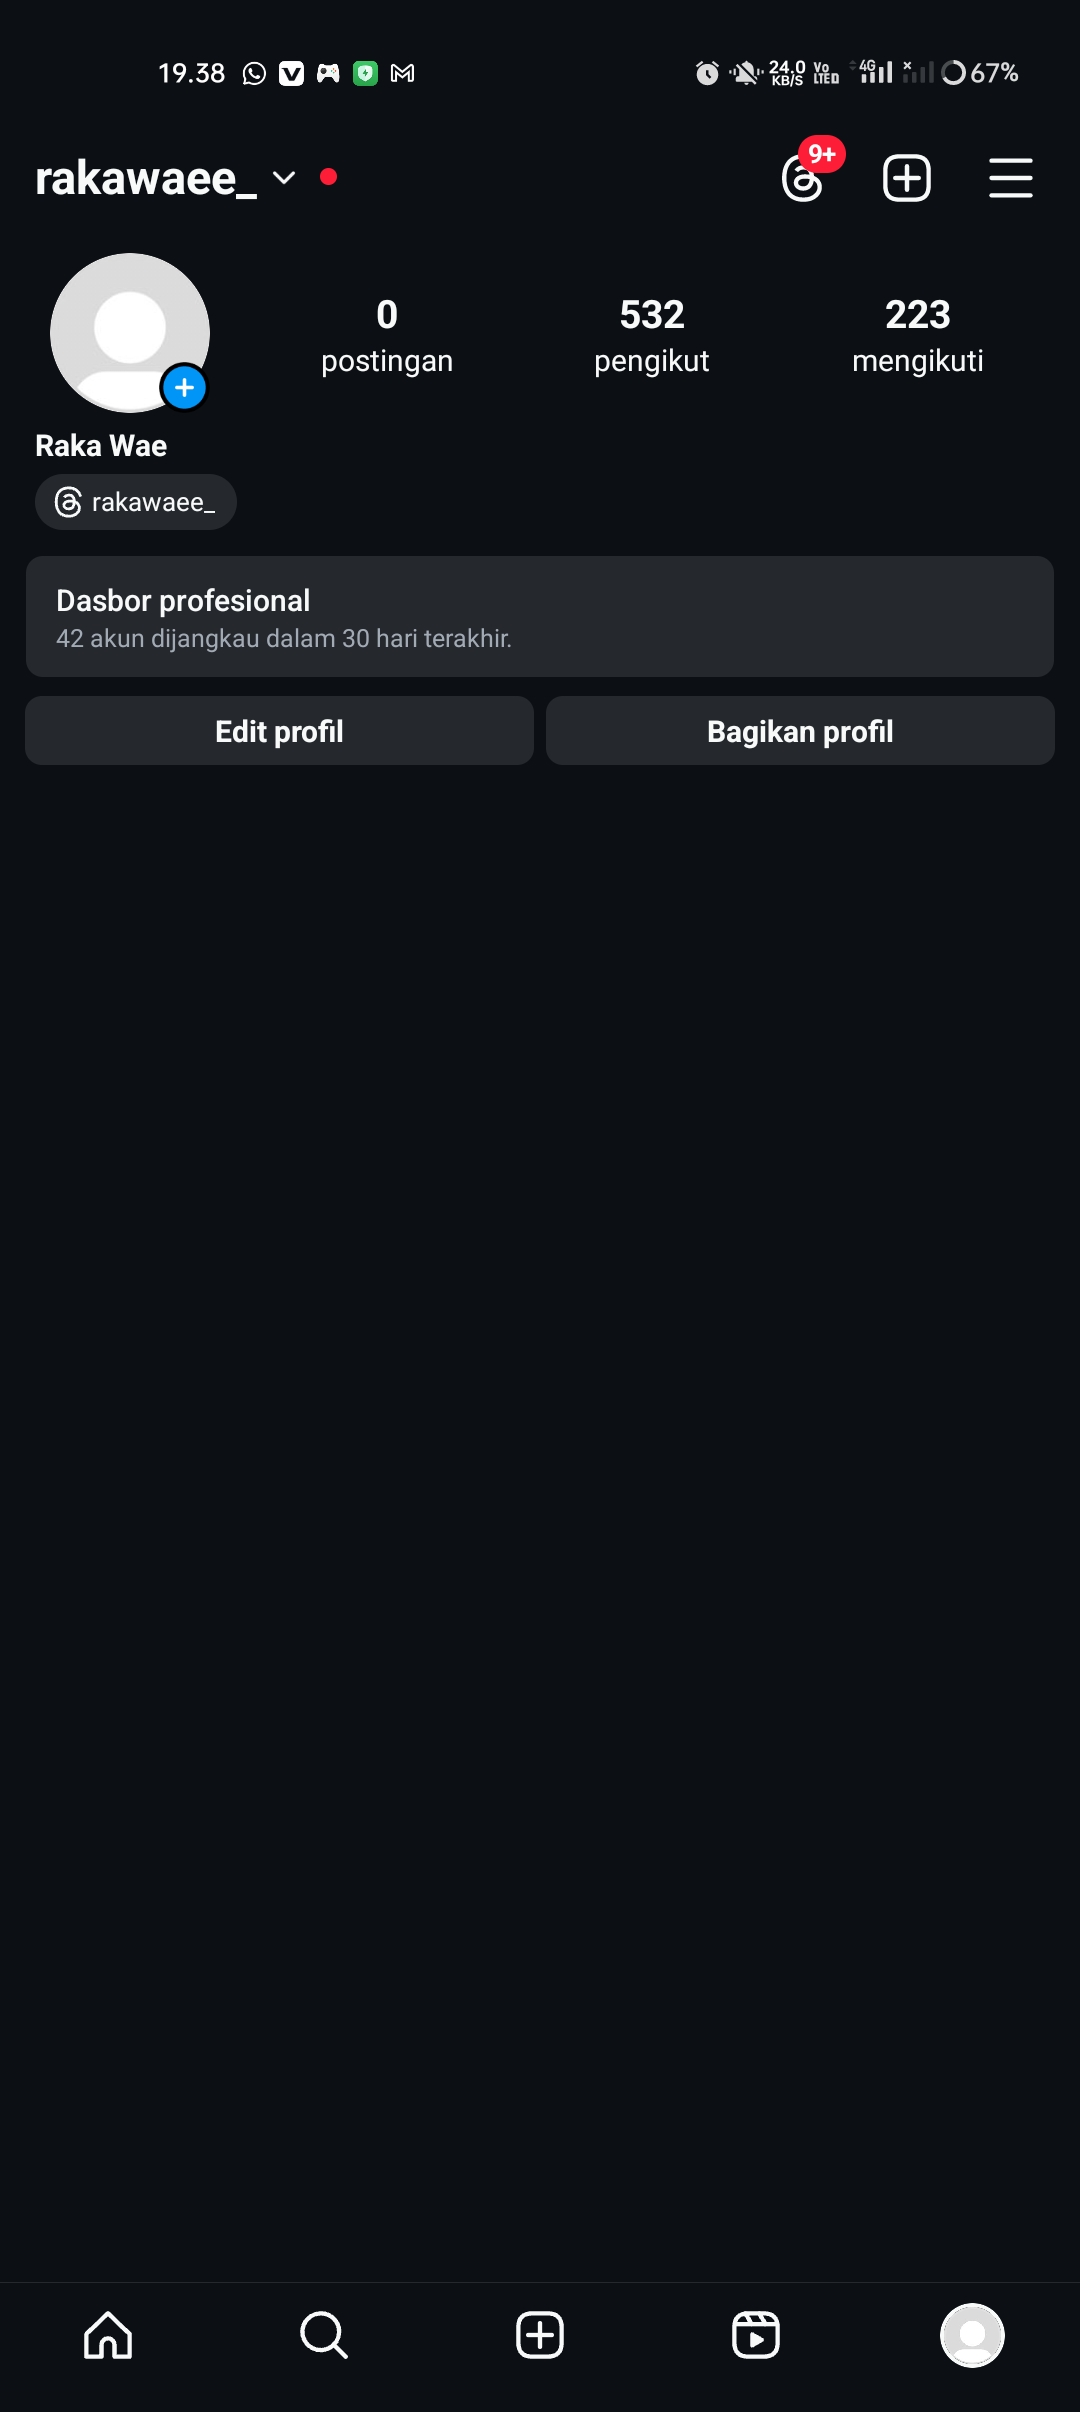 19.38 24.0 KB/S Vo LTED 4G 67%
rakawaee_ 9+
0 532 223
postingan pengikut mengikuti
Raka Wae
rakawaee_
Dasbor profesional
42 akun dijangkau dalam 30 hari terakhir.
Edit profil Bagikan profil